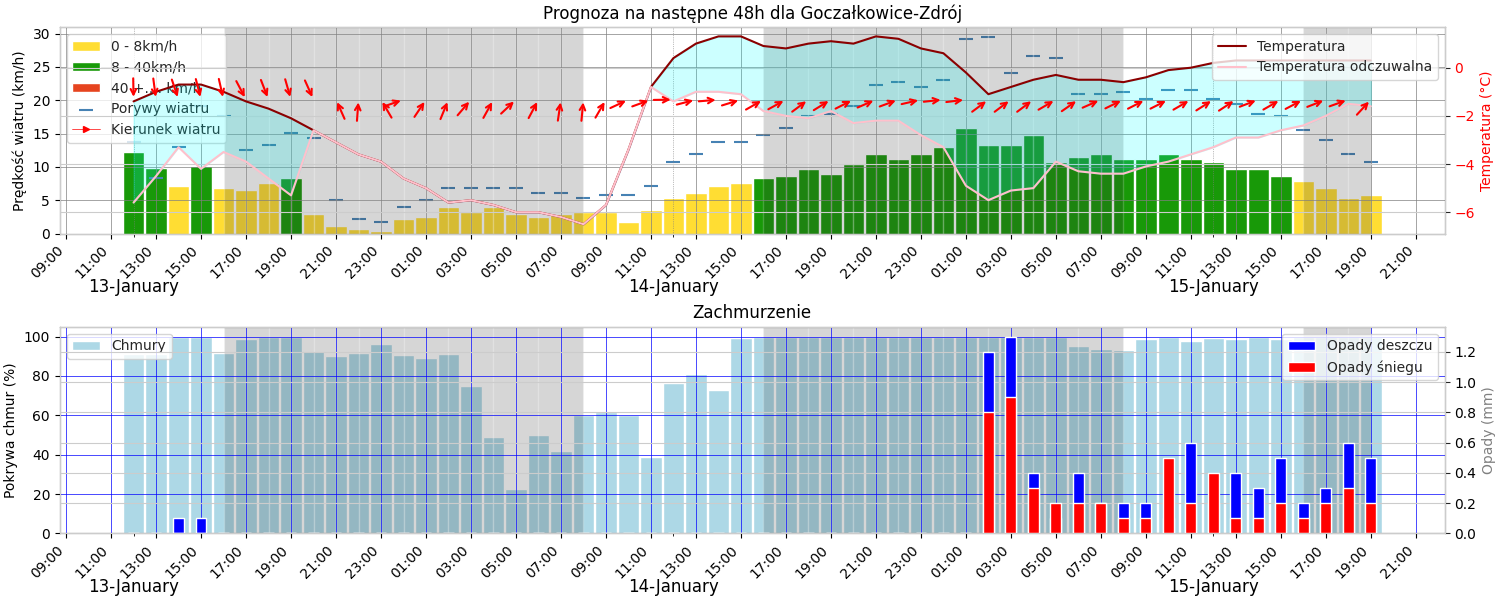 Prognoza na następne 48h dla Goczałkowice-Zdrój
Prędkość wiatru (km/h)
30
25
20
15
10
5
0
0 - 8km/h
8 - 40km/h
40 +... km/h
Porywy wiatru
Kierunek wiatru
Temperatura
Temperatura odczuwalna
0
−2
−4
−6
Temperatura (°C)
09:00 11:00 13:00 15:00 17:00 19:00 21:00 23:00 01:00 03:00 05:00 07:00 09:00 11:00 13:00 15:00 17:00 19:00 21:00 23:00 01:00 03:00 05:00 07:00 09:00 11:00 13:00 15:00 17:00 19:00 21:00
13-January 14-January 15-January
Zachmurzenie
Pokrywa chmur (%)
100
80
60
40
20
0
Chmury
Opady deszczu
Opady śniegu
1.2
1.0
0.8
0.6
0.4
0.2
0.0
Opady (mm)
09:00 11:00 13:00 15:00 17:00 19:00 21:00 23:00 01:00 03:00 05:00 07:00 09:00 11:00 13:00 15:00 17:00 19:00 21:00 23:00 01:00 03:00 05:00 07:00 09:00 11:00 13:00 15:00 17:00 19:00 21:00
13-January 14-January 15-January